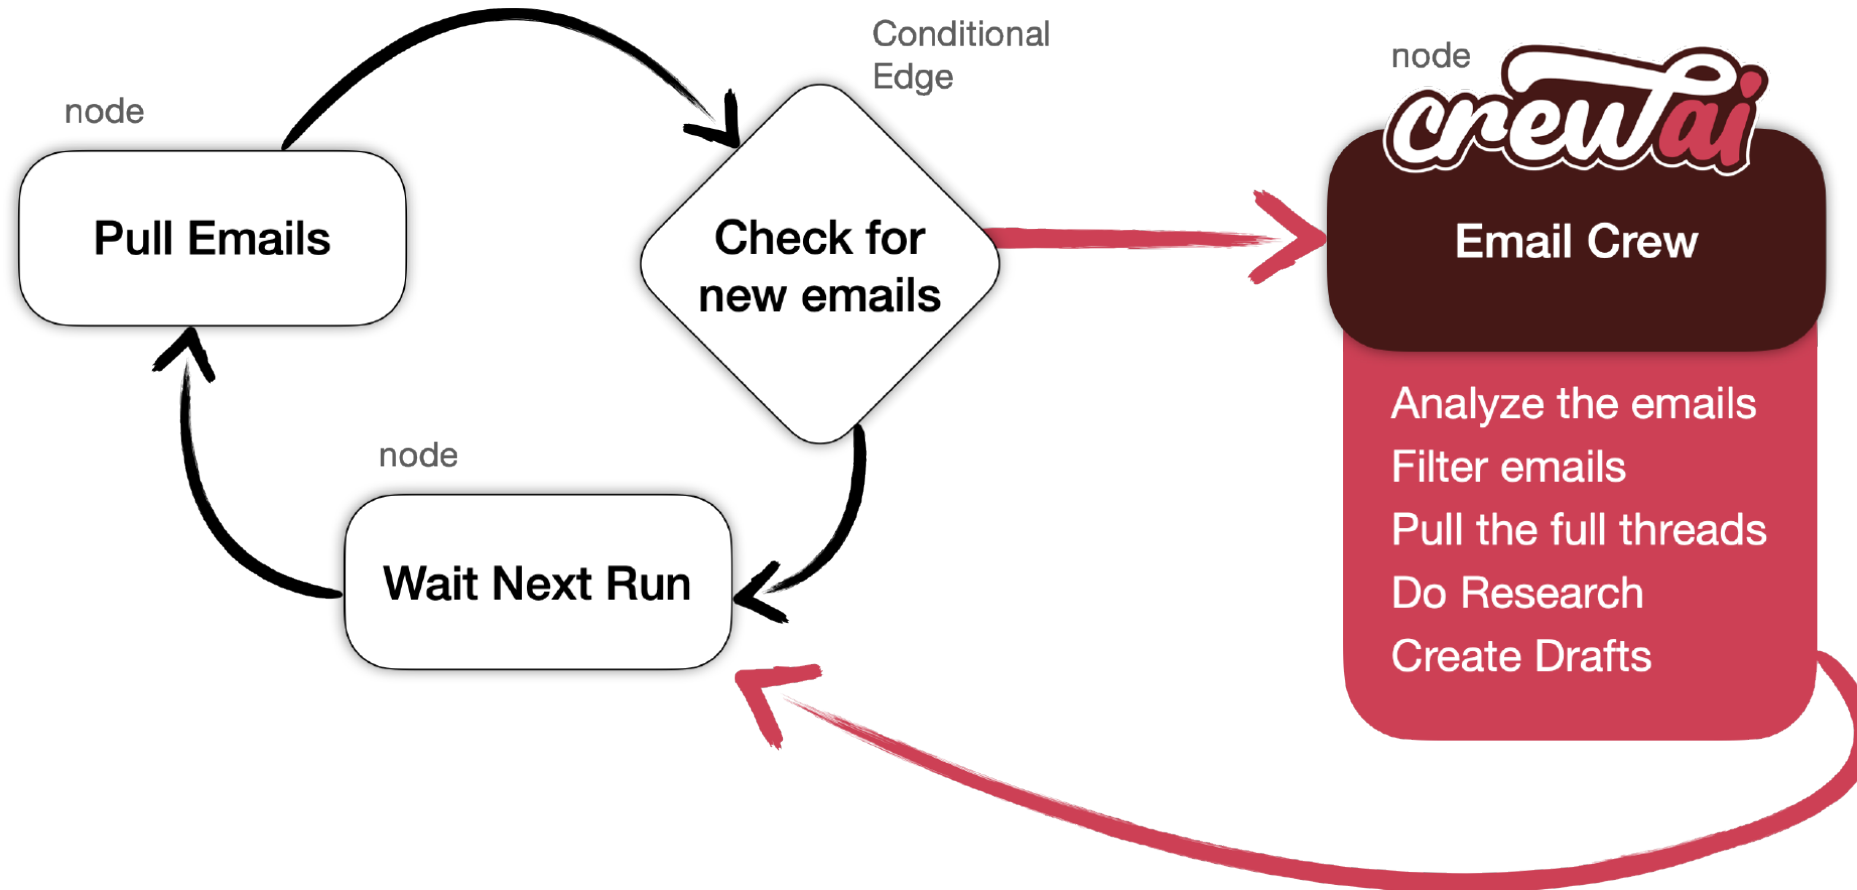 node
Pull Emails
Conditional
Edge
Check for
new emails
node
Wait Next Run
node
crewai
Email Crew
Analyze the emails
Filter emails
Pull the full threads
Do Research
Create Drafts